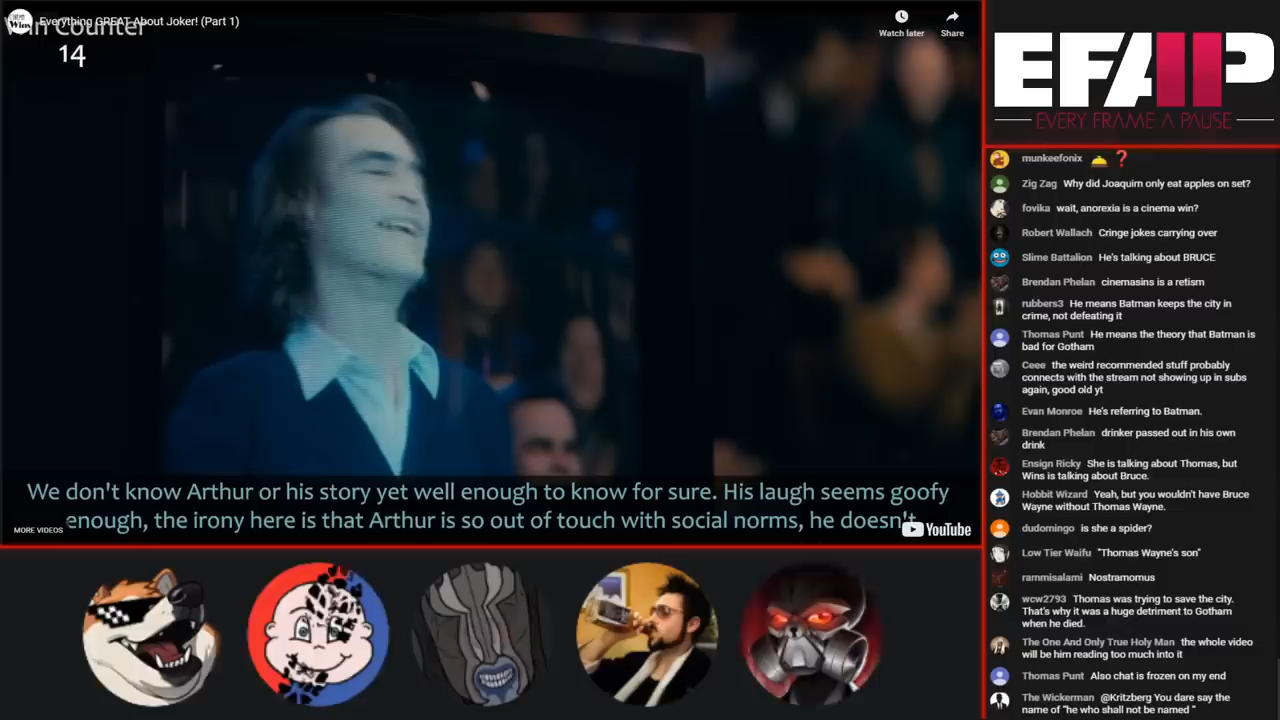 Everything GREAT About Joker! (Part 1)
Win Counter
14
Watch later
Share
We don't know Arthur or his story yet well enough to know for sure. His laugh seems goofy
enough, the irony here is that Arthur is so out of touch with social norms, he doesn't
MORE VIDEOS
YouTube
EFAP
EVERY FRAME A PAUSE
munkeefonix 🛎️ ❓
Zig Zag Why did Joaquim only eat apples on set?
fovika wait, anorexia is a cinema win?
Robert Wallach Cringe jokes carrying over
Slime Battalion He's talking about BRUCE
Brendan Phelan cinemasins is a retism
rubbers3 He means Batman keeps the city in
crime, not defeating it
Thomas Punt He means the theory that Batman is
bad for Gotham
Ceee the weird recommended stuff probably
connects with the stream not showing up in subs
again, good old yt
Evan Monroe He's referring to Batman.
Brendan Phelan drinker passed out in his own
drink
Ensign Ricky She is talking about Thomas, but
Wins is talking about Bruce.
Hobbit Wizard Yeah, but you wouldn't have Bruce
Wayne without Thomas Wayne.
dudomingo is she a spider?
Low Tier Waifu "Thomas Wayne's son"
rammisalami Nostramomus
wcw2793 Thomas was trying to save the city.
That's why it was a huge detriment to Gotham
when he died.
The One And Only True Holy Man the whole video
will be him reading too much into it
Thomas Punt Also chat is frozen on my end
The Wickerman @Kritzberg You dare say the
name of "he who shall not be named "